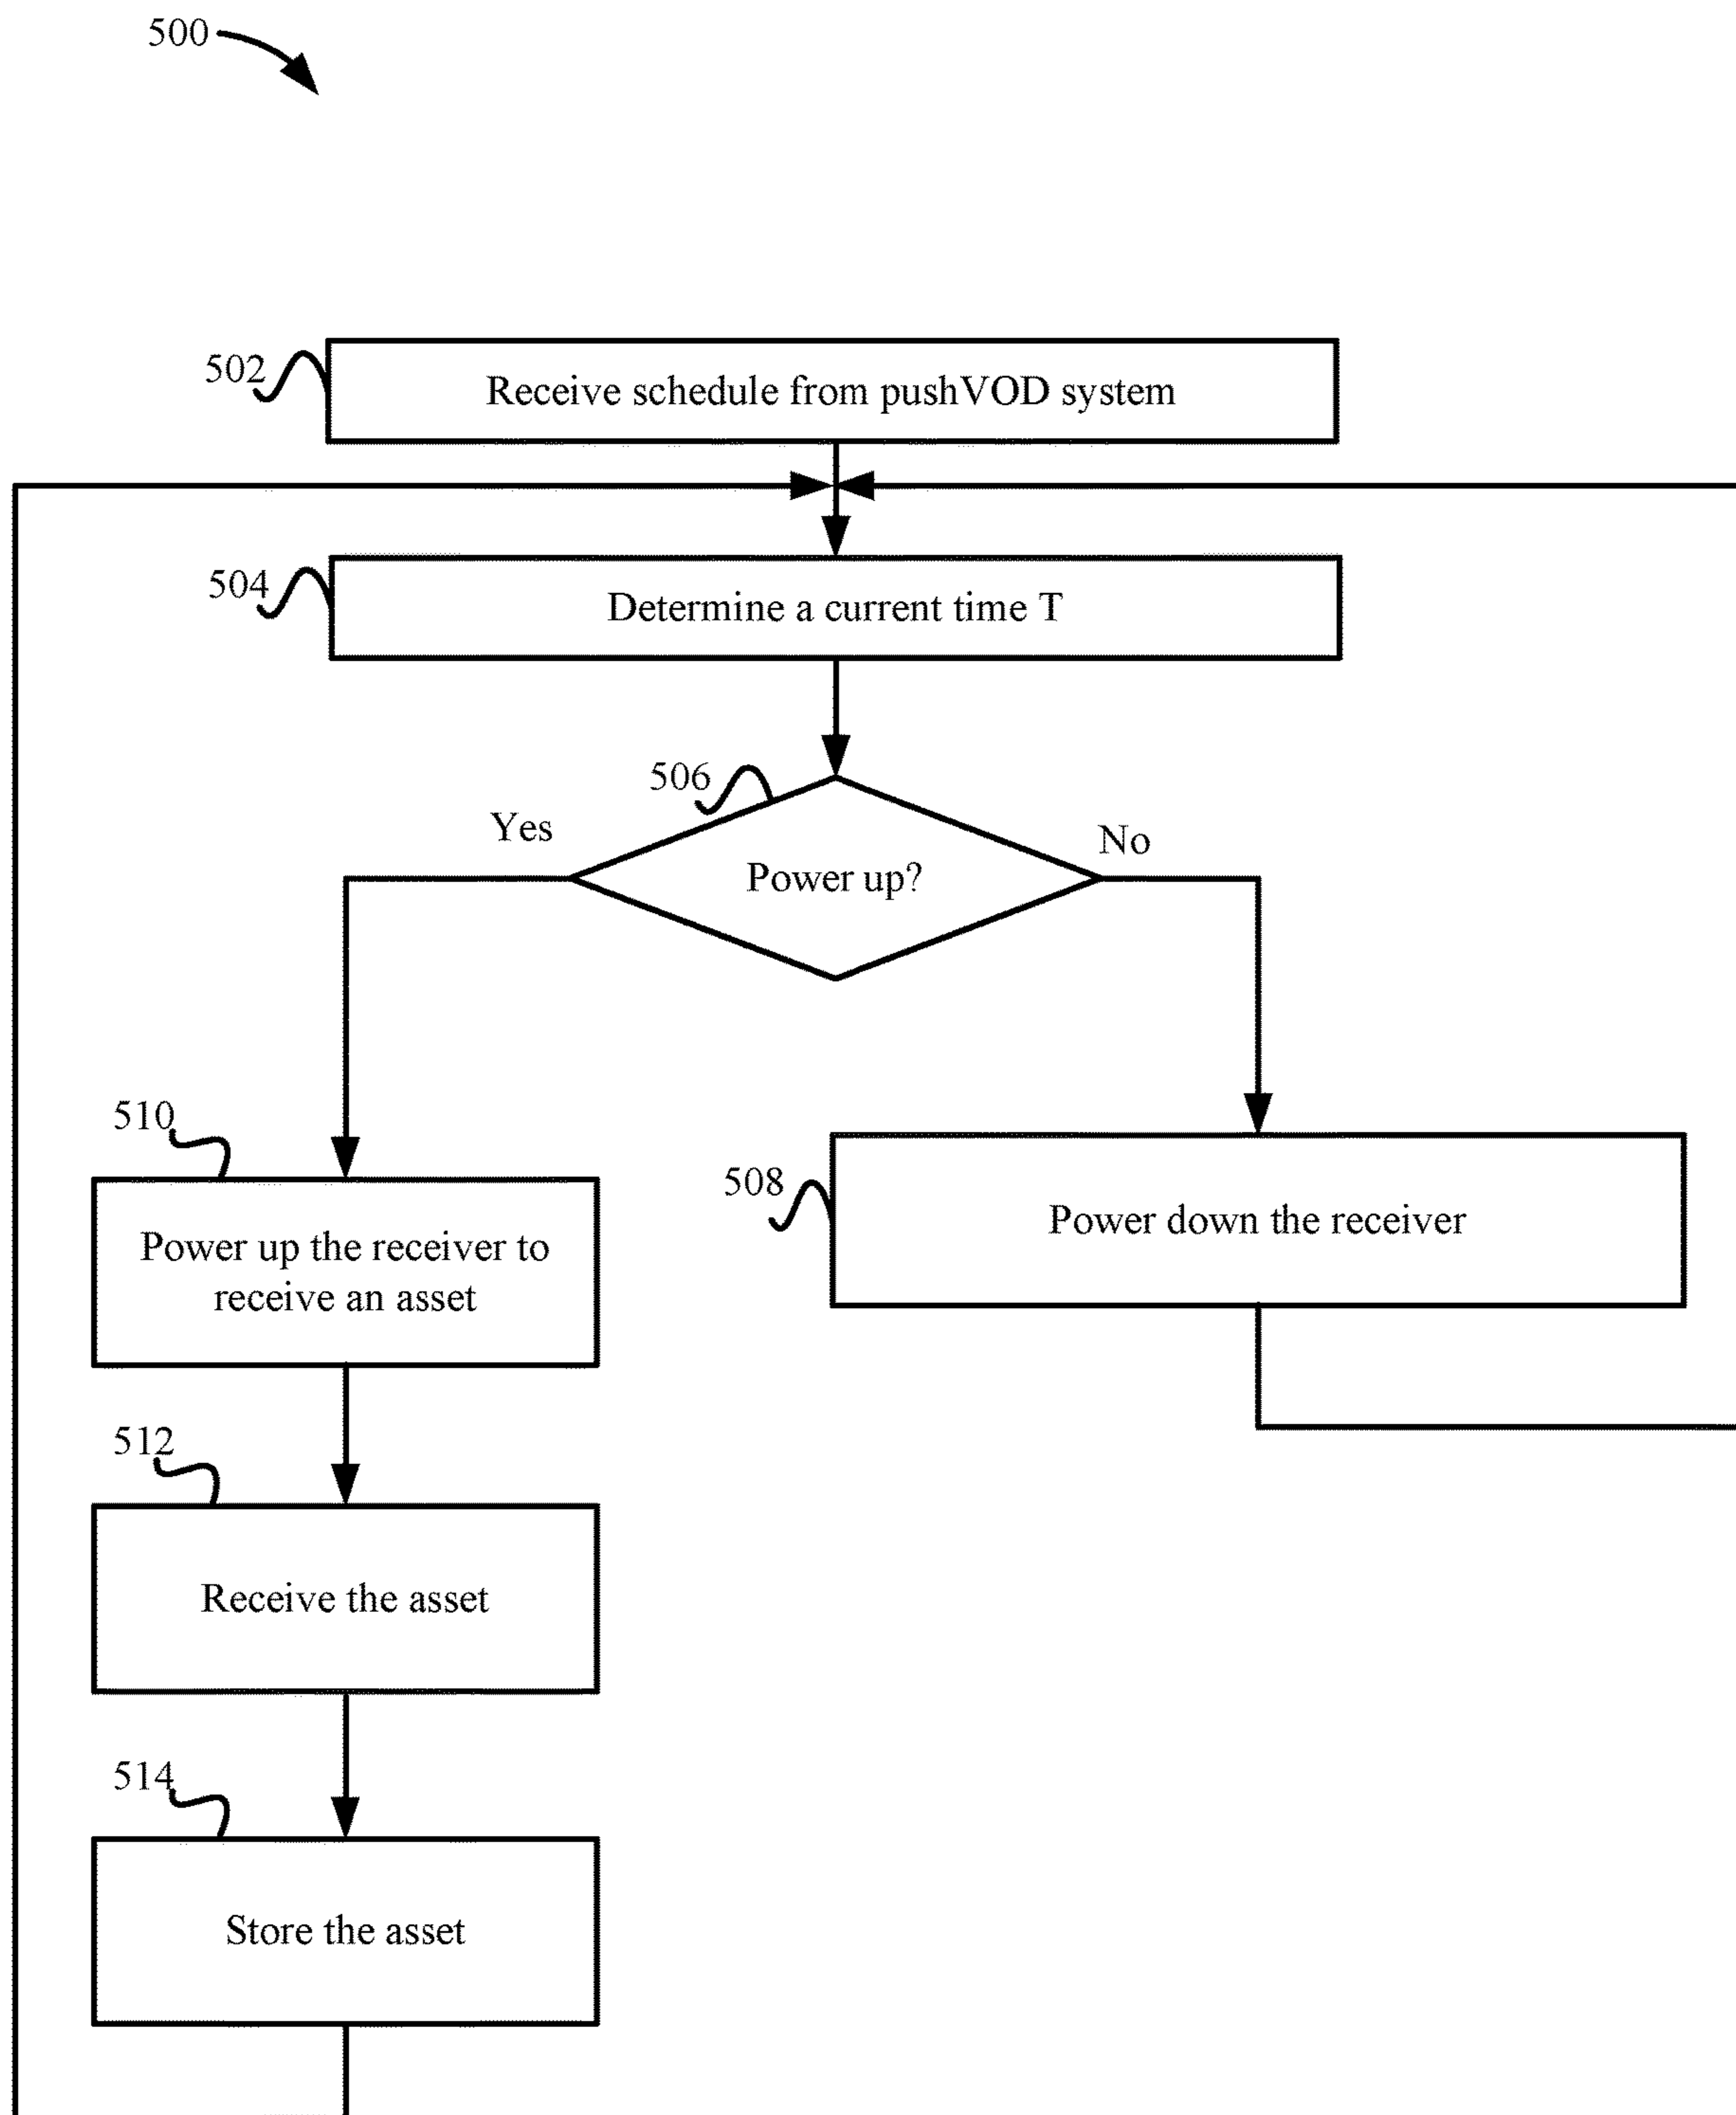 500
502
Receive schedule from pushVOD system
504
Determine a current time T
506
Yes
No
Power up?
510
508
Power up the receiver to
receive an asset
Power down the receiver
512
Receive the asset
514
Store the asset